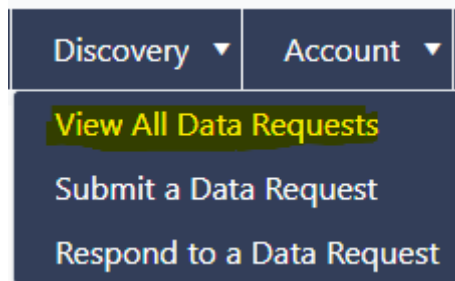 Discovery ▼ Account ▼
View All Data Requests
Submit a Data Request
Respond to a Data Request